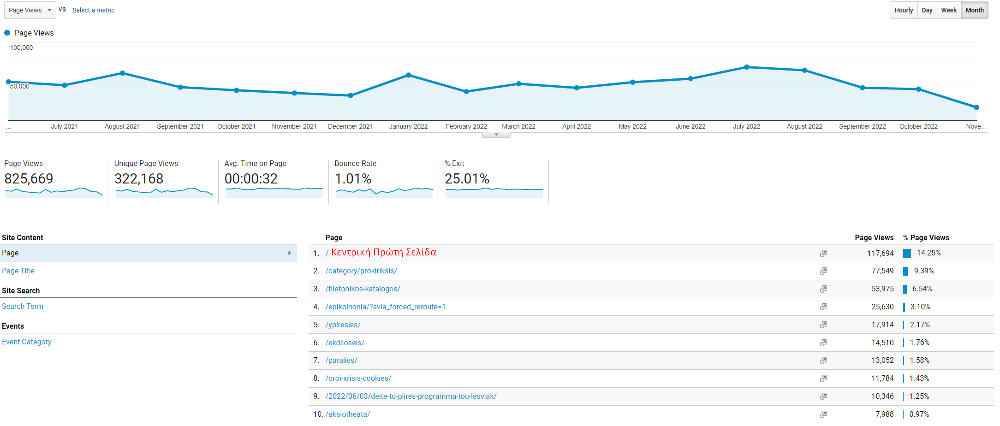 Page Views vs Select a metric Hourly Day Week Month
Page Views
100,000
50,000
... July 2021 August 2021 September 2021 October 2021 November 2021 December 2021 January 2022 February 2022 March 2022 April 2022 May 2022 June 2022 July 2022 August 2022 September 2022 October 2022 Nove...
Page Views Unique Page Views Avg. Time on Page Bounce Rate % Exit
825,669 322,168 00:00:32 1.01% 25.01%
Site Content
Page
Page Title
Site Search
Search Term
Events
Event Category
Page Page Views % Page Views
1. / Κεντρική Πρώτη Σελίδα 117,694 14.25%
2. /category/prokiriksis/ 77,549 9.39%
3. /tilefonikos-katalogos/ 53,975 6.54%
4. /epikoinonia/?avia_forced_reroute=1 25,630 3.10%
5. /ypiresies/ 17,914 2.17%
6. /ekdiloseis/ 14,510 1.76%
7. /paralies/ 13,052 1.58%
8. /oroi-xrisis-cookies/ 11,784 1.43%
9. /2022/06/03/deite-to-plires-programma-tou-lesviak/ 10,346 1.25%
10. /aksiotheata/ 7,988 0.97%